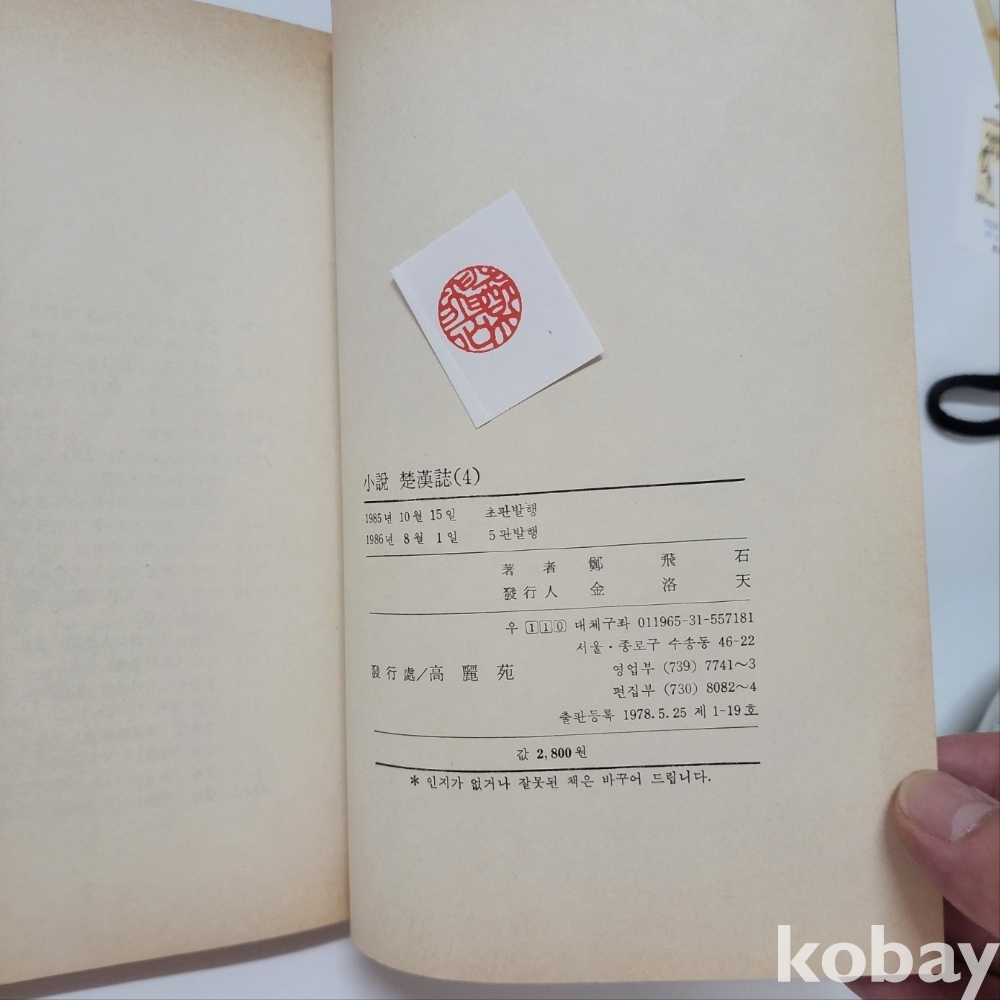 小說 楚漢誌(4)
1985년 10월 15일 초판발행
1986년 8월 1일 5판발행
著者 鄭飛石
發行人 金洛天
우 110 대체구좌 011965-31-557181
서울·종로구 수송동 46-22
發行處/高麗苑 영업부 (739) 7741~3
편집부 (730) 8082~4
출판등록 1978.5.25 제 1-19호
값 2,800원
* 인지가 없거나 잘못된 책은 바꾸어 드립니다.
kobay